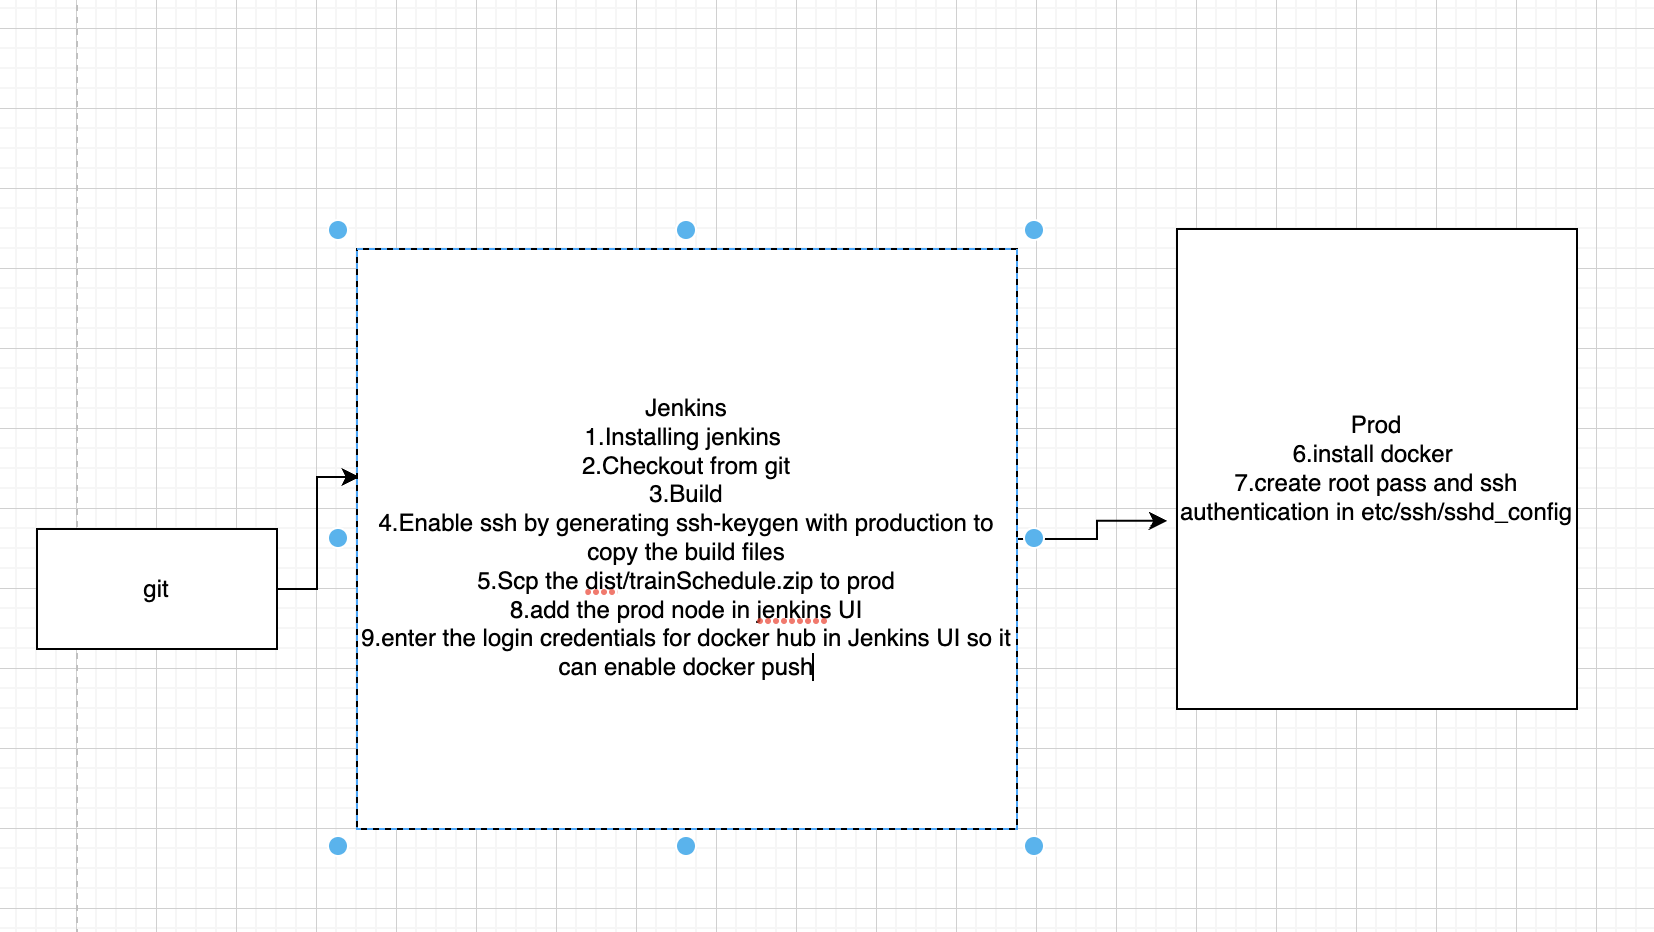 git
Jenkins
1.Installing jenkins
2.Checkout from git
3.Build
4.Enable ssh by generating ssh-keygen with production to
copy the build files
5.Scp the dist/trainSchedule.zip to prod
8.add the prod node in jenkins UI
9.enter the login credentials for docker hub in Jenkins UI so it
can enable docker push
Prod
6.install docker
7.create root pass and ssh
authentication in etc/ssh/sshd_config